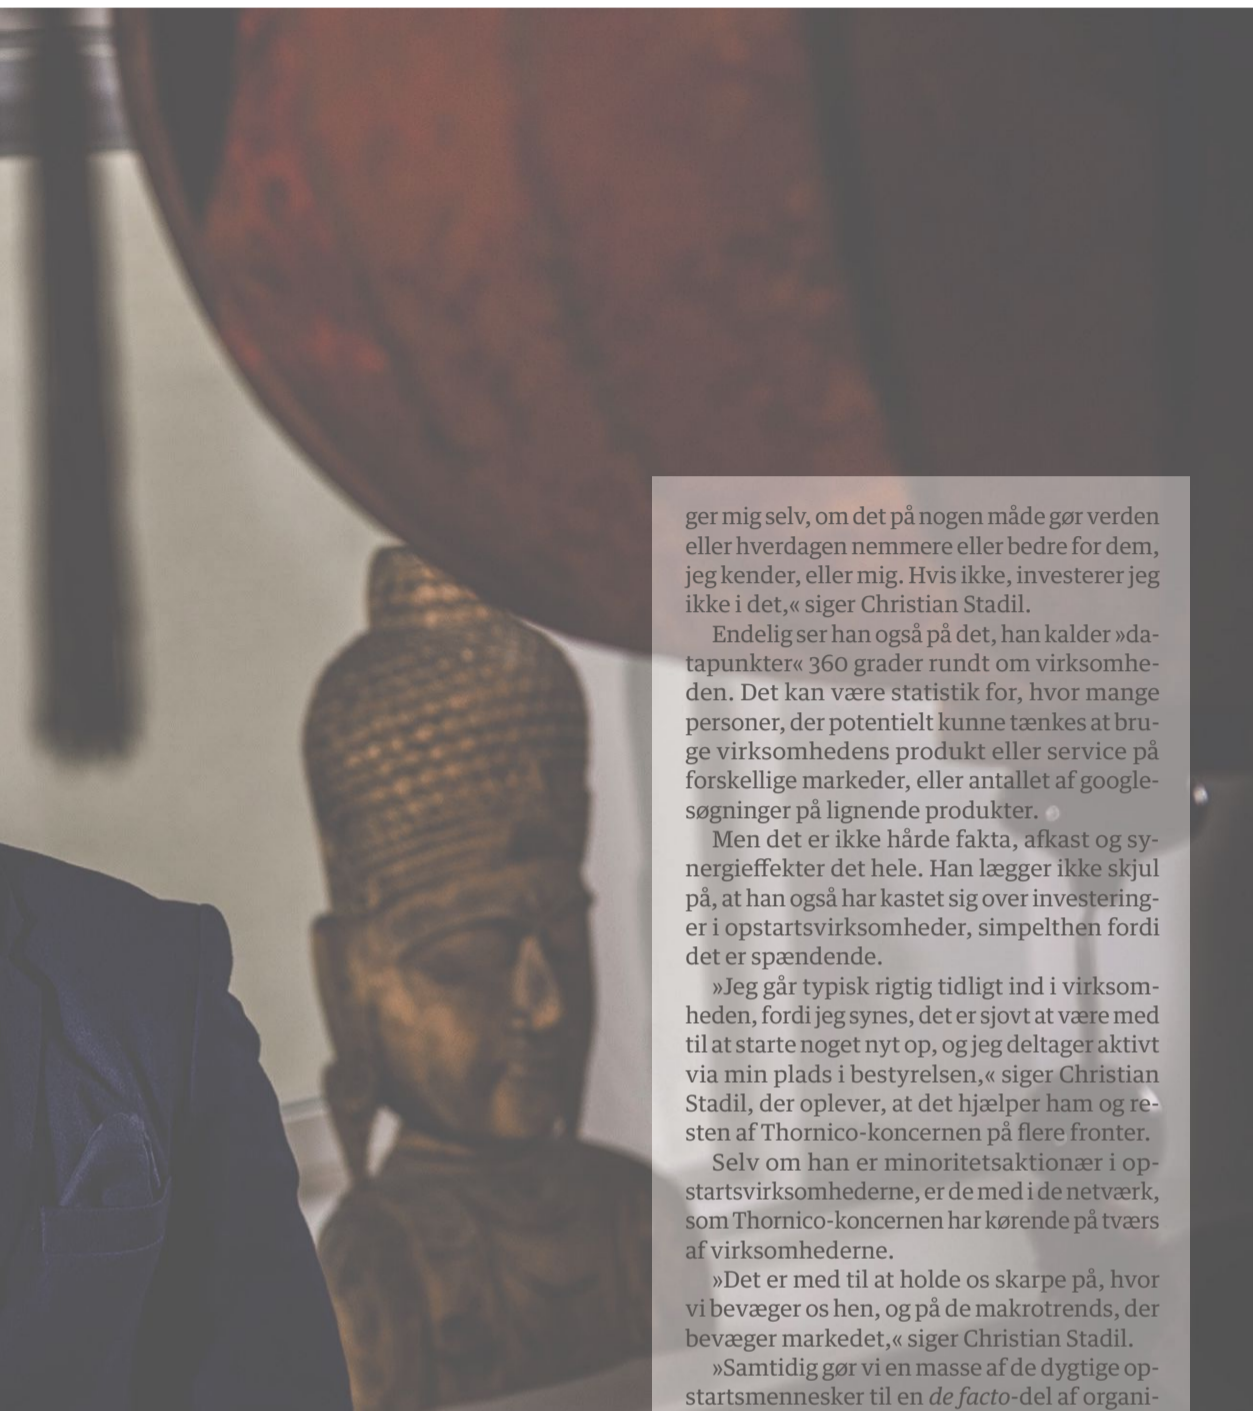 ger mig selv, om det på nogen måde gør verden
eller hverdagen nemmere eller bedre for dem,
jeg kender, eller mig. Hvis ikke, investerer jeg
ikke i det,« siger Christian Stadil.
Endelig ser han også på det, han kalder »da-
tapunkter« 360 grader rundt om virksomhe-
den. Det kan være statistik for, hvor mange
personer, der potentielt kunne tænkes at bru-
ge virksomhedens produkt eller service på
forskellige markeder, eller antallet af google-
søgninger på lignende produkter.
Men det er ikke hårde fakta, afkast og sy-
nergieffekter det hele. Han lægger ikke skjul
på, at han også har kastet sig over investering-
er i opstartsvirksomheder, simpelthen fordi
det er spændende.
»Jeg går typisk rigtig tidligt ind i virksom-
heden, fordi jeg synes, det er sjovt at være med
til at starte noget nyt op, og jeg deltager aktivt
via min plads i bestyrelsen,« siger Christian
Stadil, der oplever, at det hjælper ham og re-
sten af Thornico-koncernen på flere fronter.
Selv om han er minoritetsaktionær i op-
startsvirksomhederne, er de med i de netværk,
som Thornico-koncernen har kørende på tværs
af virksomhederne.
»Det er med til at holde os skarpe på, hvor
vi bevæger os hen, og på de makrotrends, der
bevæger markedet,« siger Christian Stadil.
»Samtidig gør vi en masse af de dygtige op-
startsmennesker til en de facto-del af organi-